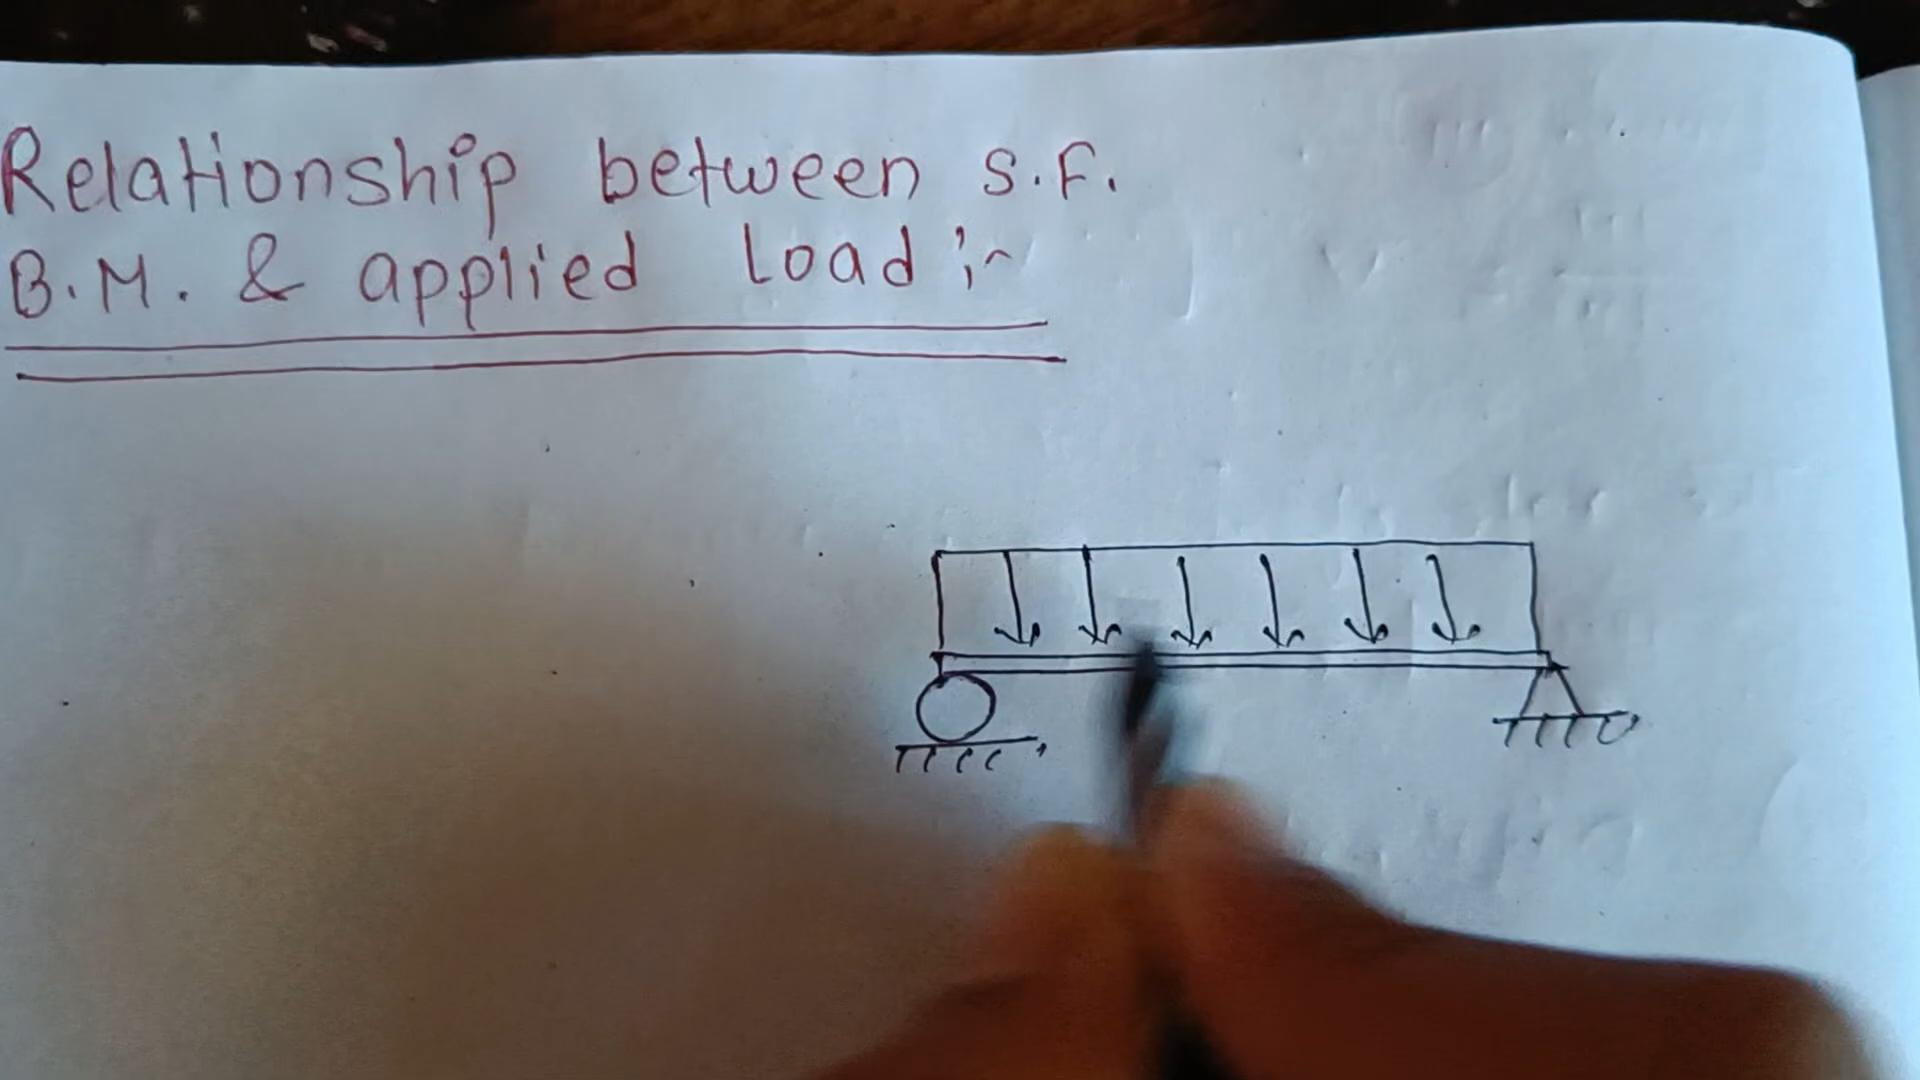 Relationship between S.F.
B.M. & applied load :-